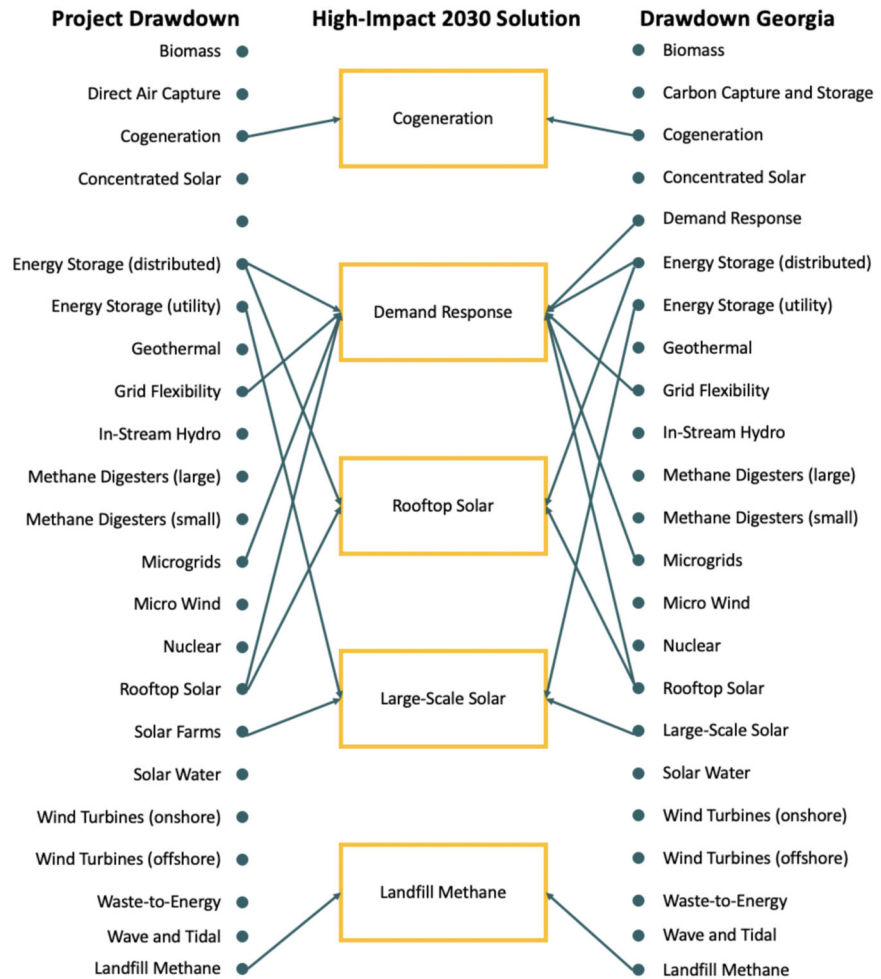 Project Drawdown
High-Impact 2030 Solution
Drawdown Georgia
Biomass
Direct Air Capture
Cogeneration
Concentrated Solar
Energy Storage (distributed)
Energy Storage (utility)
Geothermal
Grid Flexibility
In-Stream Hydro
Methane Digesters (large)
Methane Digesters (small)
Microgrids
Micro Wind
Nuclear
Rooftop Solar
Solar Farms
Solar Water
Wind Turbines (onshore)
Wind Turbines (offshore)
Waste-to-Energy
Wave and Tidal
Landfill Methane
Cogeneration
Demand Response
Rooftop Solar
Large-Scale Solar
Landfill Methane
Biomass
Carbon Capture and Storage
Cogeneration
Concentrated Solar
Demand Response
Energy Storage (distributed)
Energy Storage (utility)
Geothermal
Grid Flexibility
In-Stream Hydro
Methane Digesters (large)
Methane Digesters (small)
Microgrids
Micro Wind
Nuclear
Rooftop Solar
Large-Scale Solar
Solar Water
Wind Turbines (onshore)
Wind Turbines (offshore)
Waste-to-Energy
Wave and Tidal
Landfill Methane